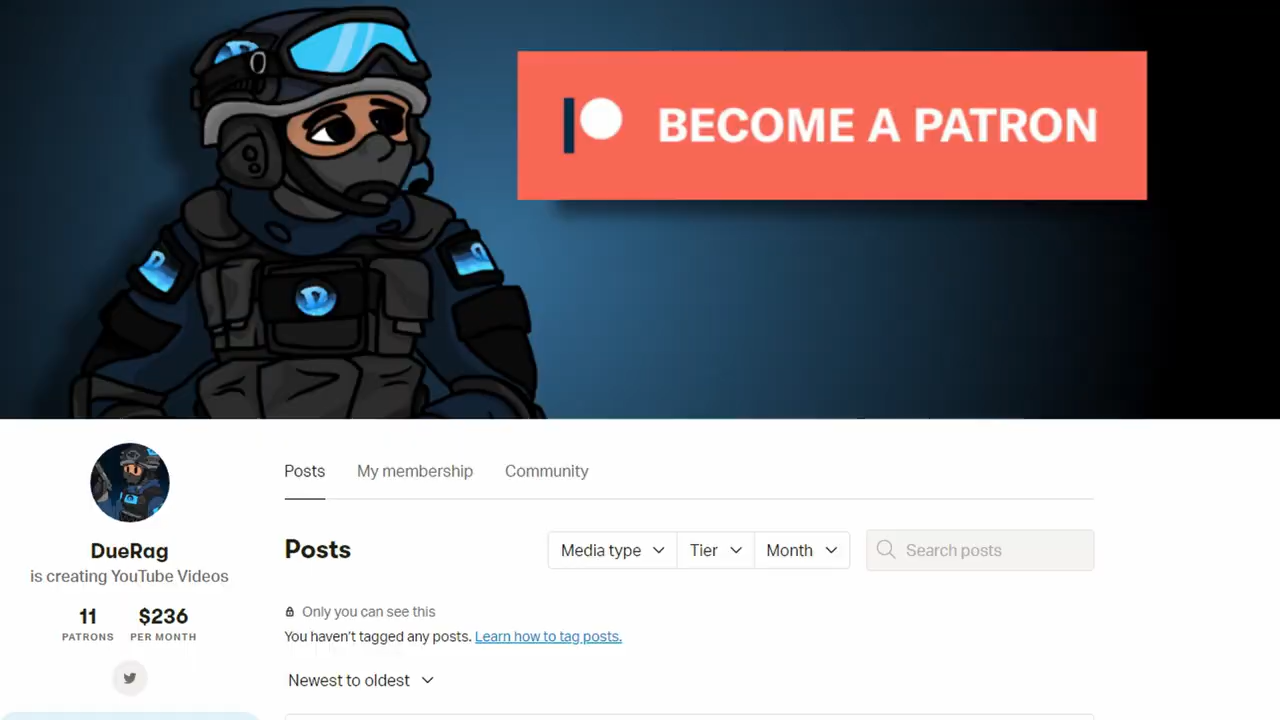 BECOME A PATRON
Posts
My membership
Community
DueRag
is creating YouTube Videos
11
$236
PATRONS
PER MONTH
Posts
Media type
Tier
Month
Search posts
Only you can see this
You haven't tagged any posts. Learn how to tag posts.
Newest to oldest